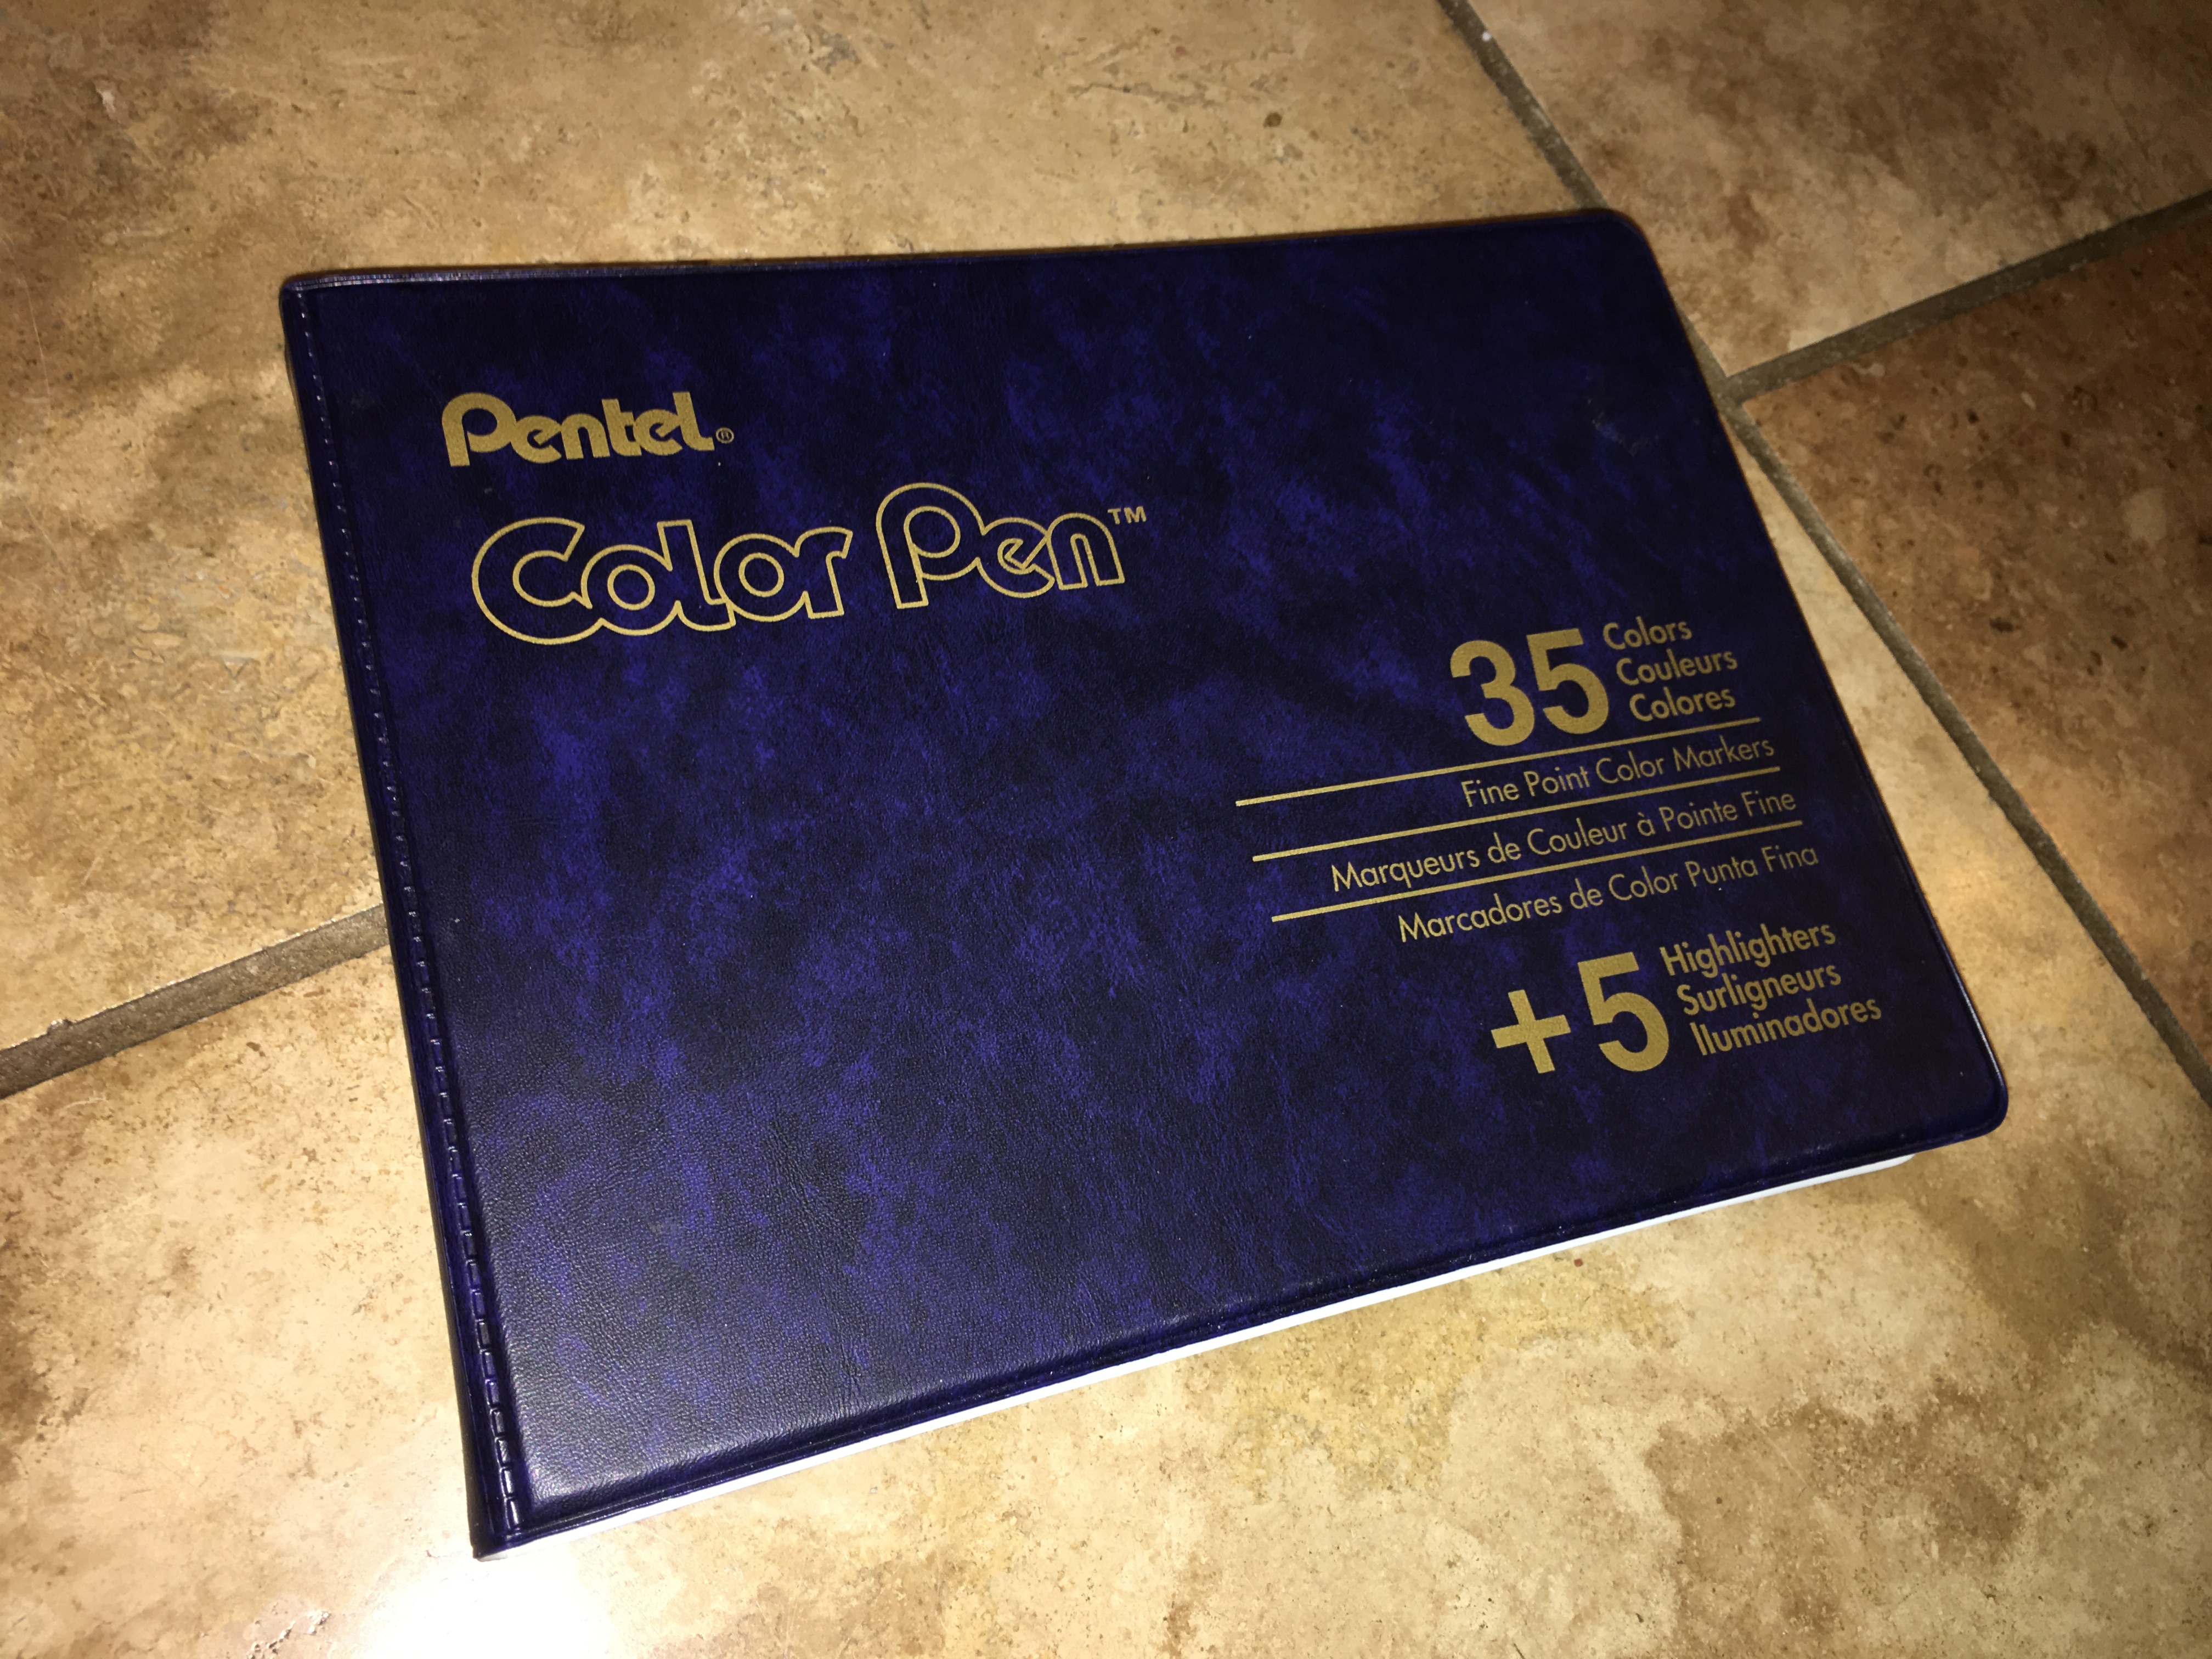 Pentel®
Color Pen™
35 Colors
Couleurs
Colores
Fine Point Color Markers
Marqueurs de Couleur à Pointe Fine
Marcadores de Color Punta Fina
+5 Highlighters
Surligneurs
Iluminadores